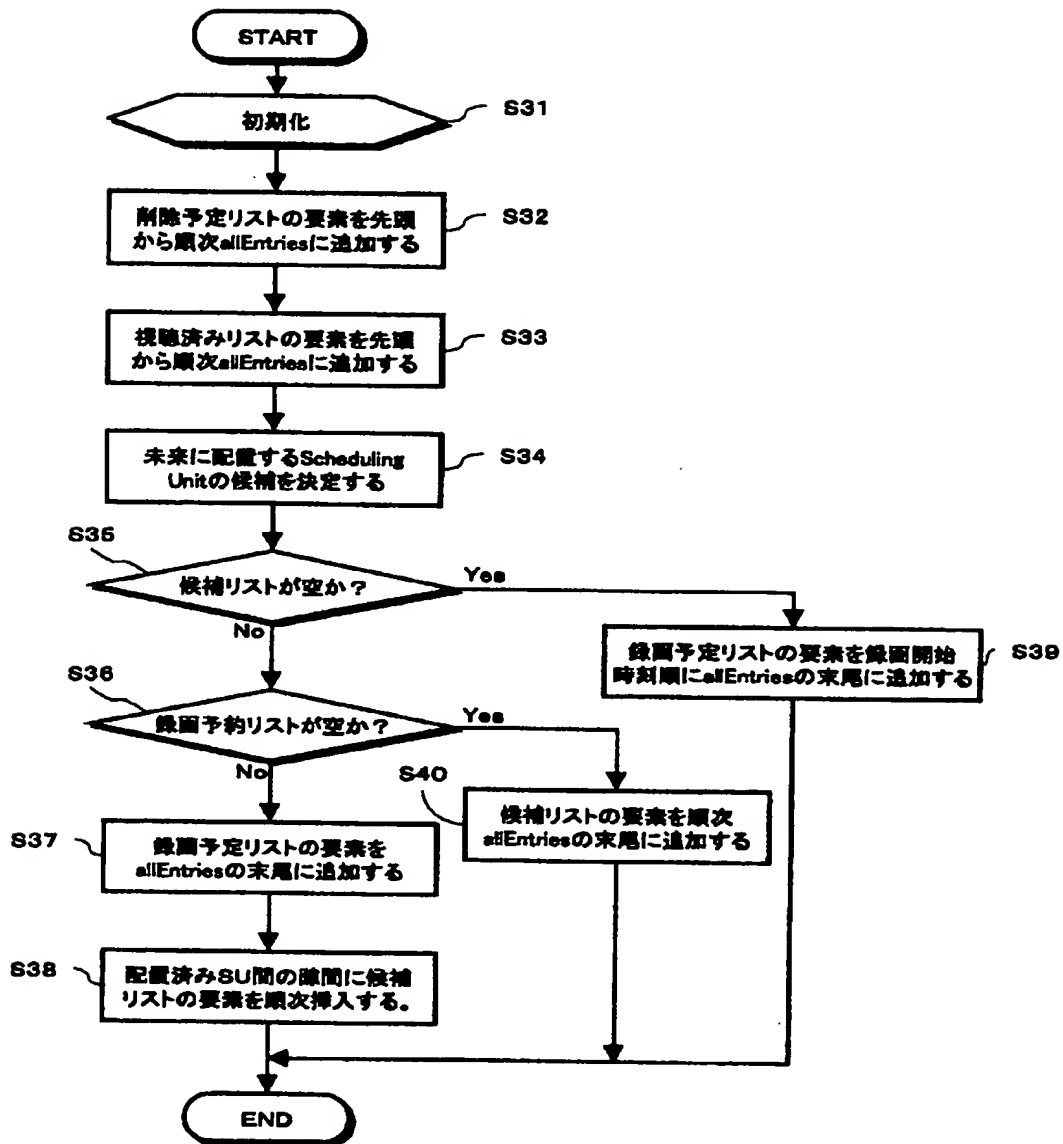 START
初期化
S31
削除予定リストの要素を先頭
から順次allEntriesに追加する
S32
視聴済みリストの要素を先頭
から順次allEntriesに追加する
S33
未来に配置するScheduling
Unitの候補を決定する
S34
S35
候補リストが空か？
Yes
No
録画予定リストの要素を録画開始
時刻順にallEntriesの末尾に追加する
S39
S36
録画予約リストが空か？
Yes
No
S40
候補リストの要素を順次
allEntriesの末尾に追加する
S37
録画予定リストの要素を
allEntriesの末尾に追加する
S38
配置済みSU間の隙間に候補
リストの要素を順次挿入する。
END